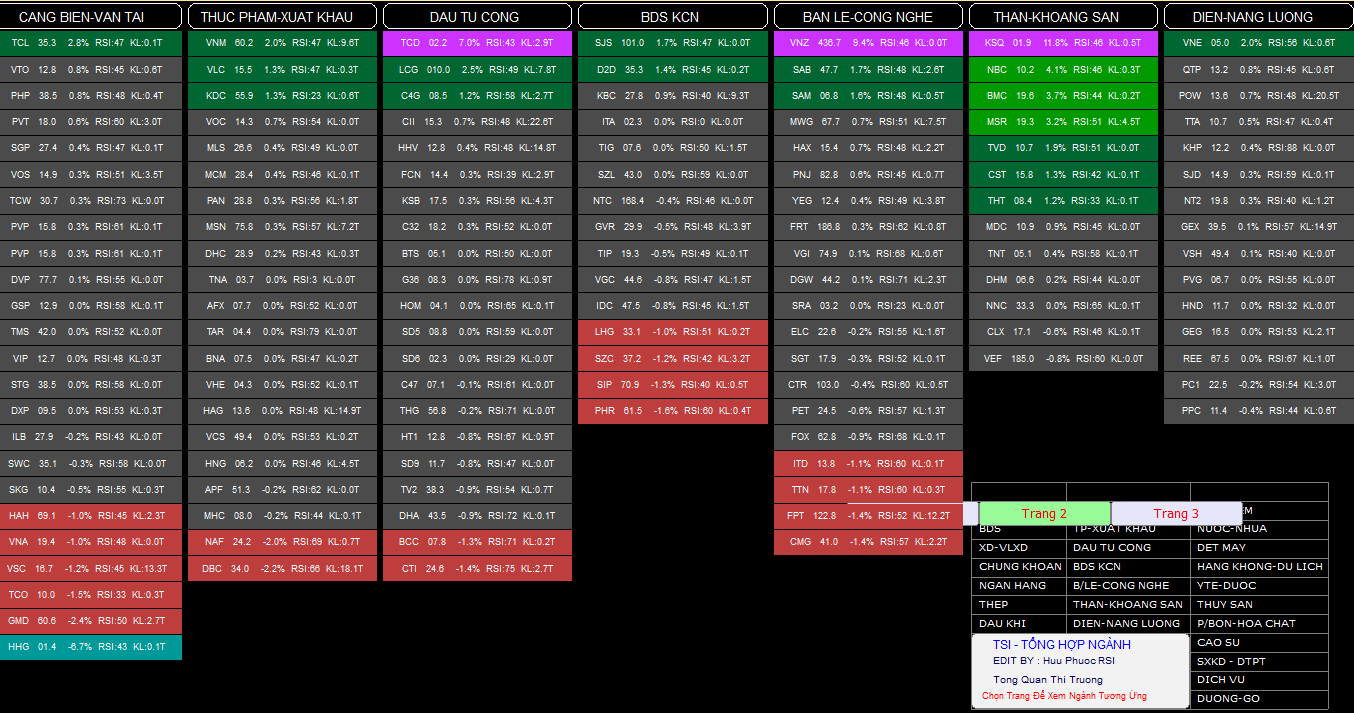 CANG BIEN-VAN TAI
TCL 35.3 2.8% RSI:47 KL:0.1T
VTO 12.8 0.8% RSI:45 KL:0.6T
PHP 38.5 0.8% RSI:48 KL:0.4T
PVT 18.0 0.6% RSI:60 KL:3.0T
SGP 27.4 0.4% RSI:47 KL:0.1T
VOS 14.9 0.3% RSI:51 KL:3.5T
TCW 30.7 0.3% RSI:73 KL:0.0T
PVP 15.8 0.3% RSI:61 KL:0.1T
PVP 15.8 0.3% RSI:61 KL:0.1T
DVP 77.7 0.1% RSI:55 KL:0.0T
GSP 12.9 0.0% RSI:58 KL:0.1T
TMS 42.0 0.0% RSI:52 KL:0.0T
VIP 12.7 0.0% RSI:48 KL:0.3T
STG 38.5 0.0% RSI:58 KL:0.0T
DXP 09.5 0.0% RSI:53 KL:0.3T
ILB 27.9 -0.2% RSI:43 KL:0.0T
SWC 35.1 -0.3% RSI:58 KL:0.0T
SKG 10.4 -0.5% RSI:55 KL:0.3T
HAH 69.1 -1.0% RSI:45 KL:2.3T
VNA 19.4 -1.0% RSI:48 KL:0.0T
VSC 16.7 -1.2% RSI:45 KL:13.3T
TCO 10.0 -1.5% RSI:33 KL:0.3T
GMD 60.6 -2.4% RSI:50 KL:2.7T
HHG 01.4 -6.7% RSI:43 KL:0.1T
THUC PHAM-XUAT KHAU
VNM 60.2 2.0% RSI:47 KL:9.6T
VLC 15.5 1.3% RSI:47 KL:0.3T
KDC 55.9 1.3% RSI:23 KL:0.6T
VOC 14.3 0.7% RSI:54 KL:0.0T
MLS 26.6 0.4% RSI:49 KL:0.0T
MCM 28.4 0.4% RSI:46 KL:0.1T
PAN 28.8 0.3% RSI:56 KL:1.8T
MSN 75.8 0.3% RSI:57 KL:7.2T
DHC 28.9 0.2% RSI:43 KL:0.3T
TNA 03.7 0.0% RSI:3 KL:0.0T
AFX 07.7 0.0% RSI:52 KL:0.0T
TAR 04.4 0.0% RSI:79 KL:0.0T
BNA 07.5 0.0% RSI:47 KL:0.2T
VHE 04.3 0.0% RSI:52 KL:0.1T
HAG 13.6 0.0% RSI:48 KL:14.9T
VCS 49.4 0.0% RSI:53 KL:0.2T
HNG 06.2 0.0% RSI:46 KL:4.5T
APF 51.3 -0.2% RSI:62 KL:0.0T
MHC 08.0 -0.2% RSI:44 KL:0.1T
NAF 24.2 -2.0% RSI:69 KL:0.7T
DBC 34.0 -2.2% RSI:66 KL:18.1T
DAU TU CONG
TCD 02.2 7.0% RSI:43 KL:2.9T
LCG 010.0 2.5% RSI:49 KL:7.8T
C4G 08.5 1.2% RSI:58 KL:2.7T
CII 15.3 0.7% RSI:48 KL:22.6T
HHV 12.8 0.4% RSI:48 KL:14.8T
FCN 14.4 0.3% RSI:39 KL:2.9T
KSB 17.5 0.3% RSI:56 KL:4.3T
C32 18.2 0.3% RSI:52 KL:0.0T
BTS 05.1 0.0% RSI:50 KL:0.0T
G36 08.3 0.0% RSI:78 KL:0.9T
HOM 04.1 0.0% RSI:65 KL:0.1T
SD5 08.8 0.0% RSI:59 KL:0.0T
SD6 02.3 0.0% RSI:29 KL:0.0T
C47 07.1 -0.1% RSI:61 KL:0.0T
THG 56.8 -0.2% RSI:71 KL:0.0T
HT1 12.8 -0.8% RSI:67 KL:0.9T
SD9 11.7 -0.8% RSI:47 KL:0.0T
TV2 38.3 -0.9% RSI:54 KL:0.7T
DHA 43.5 -0.9% RSI:72 KL:0.1T
BCC 07.8 -1.3% RSI:71 KL:0.2T
CTI 24.6 -1.4% RSI:75 KL:2.7T
BDS KCN
SJS 101.0 1.7% RSI:47 KL:0.0T
D2D 35.3 1.4% RSI:45 KL:0.2T
KBC 27.8 0.9% RSI:40 KL:9.3T
ITA 02.3 0.0% RSI:0 KL:0.0T
TIG 07.6 0.0% RSI:50 KL:1.5T
SZL 43.0 0.0% RSI:59 KL:0.0T
NTC 168.4 -0.4% RSI:46 KL:0.0T
GVR 29.9 -0.5% RSI:48 KL:3.9T
TIP 19.3 -0.5% RSI:49 KL:0.1T
VGC 44.6 -0.8% RSI:47 KL:1.5T
IDC 47.5 -0.8% RSI:45 KL:1.5T
LHG 33.1 -1.0% RSI:51 KL:0.2T
SZC 37.2 -1.2% RSI:42 KL:3.2T
SIP 70.9 -1.3% RSI:40 KL:0.5T
PHR 61.5 -1.6% RSI:60 KL:0.4T
BAN LE-CONG NGHE
VNZ 436.7 9.4% RSI:46 KL:0.0T
SAB 47.7 1.7% RSI:48 KL:2.6T
SAM 06.8 1.6% RSI:48 KL:0.5T
MWG 67.7 0.7% RSI:51 KL:7.5T
HAX 15.4 0.7% RSI:48 KL:2.2T
PNJ 82.8 0.6% RSI:45 KL:0.7T
YEG 12.4 0.4% RSI:49 KL:3.8T
FRT 186.8 0.3% RSI:62 KL:0.8T
VGI 74.9 0.1% RSI:68 KL:0.6T
DGW 44.2 0.1% RSI:71 KL:2.3T
SRA 03.2 0.0% RSI:23 KL:0.0T
ELC 22.6 -0.2% RSI:55 KL:1.6T
SGT 17.9 -0.3% RSI:52 KL:0.1T
CTR 103.0 -0.4% RSI:60 KL:0.5T
PET 24.5 -0.6% RSI:57 KL:1.3T
FOX 62.8 -0.9% RSI:68 KL:0.1T
ITD 13.8 -1.1% RSI:60 KL:0.1T
TTN 17.8 -1.1% RSI:60 KL:0.3T
FPT 122.8 -1.4% RSI:52 KL:12.2T
CMG 41.0 -1.4% RSI:57 KL:2.2T
THAN-KHOANG SAN
KSQ 01.9 11.8% RSI:46 KL:0.5T
NBC 10.2 4.1% RSI:46 KL:0.3T
BMC 19.6 3.7% RSI:44 KL:0.2T
MSR 19.3 3.2% RSI:51 KL:4.5T
TVD 10.7 1.9% RSI:51 KL:0.0T
CST 15.8 1.3% RSI:42 KL:0.1T
THT 08.4 1.2% RSI:33 KL:0.1T
MDC 10.9 0.9% RSI:45 KL:0.0T
TNT 05.1 0.4% RSI:58 KL:0.1T
DHM 06.6 0.2% RSI:44 KL:0.0T
NNC 33.3 0.0% RSI:65 KL:0.1T
CLX 17.1 -0.6% RSI:46 KL:0.1T
VEF 185.0 -0.8% RSI:60 KL:0.0T
DIEN-NANG LUONG
VNE 05.0 2.0% RSI:56 KL:0.6T
QTP 13.2 0.8% RSI:45 KL:0.6T
POW 13.6 0.7% RSI:48 KL:20.5T
TTA 10.7 0.5% RSI:47 KL:0.4T
KHP 12.2 0.4% RSI:88 KL:0.0T
SJD 14.9 0.3% RSI:59 KL:0.1T
NT2 19.8 0.3% RSI:40 KL:1.2T
GEX 39.5 0.1% RSI:57 KL:14.9T
VSH 49.4 0.1% RSI:40 KL:0.0T
PVG 06.7 0.0% RSI:55 KL:0.0T
HND 11.7 0.0% RSI:32 KL:0.0T
GEG 16.5 0.0% RSI:53 KL:2.1T
REE 67.5 0.0% RSI:67 KL:1.0T
PC1 22.5 -0.2% RSI:54 KL:3.0T
PPC 11.4 -0.4% RSI:44 KL:0.6T
Trang 2 Trang 3 EM
BDS TP-XUAT KHAU NUOC-NHUA
XD-VLXD DAU TU CONG DET MAY
CHUNG KHOAN BDS KCN HANG KHONG-DU LICH
NGAN HANG B/LE-CONG NGHE YTE-DUOC
THEP THAN-KHOANG SAN THUY SAN
DAU KHI DIEN-NANG LUONG P/BON-HOA CHAT
CAO SU
SXKD - DTPT
DICH VU
DUONG-GO
TSI - TỔNG HỢP NGÀNH
EDIT BY : Huu Phuoc RSI
Tong Quan Thi Truong
Chọn Trang Để Xem Ngành Tương Ứng